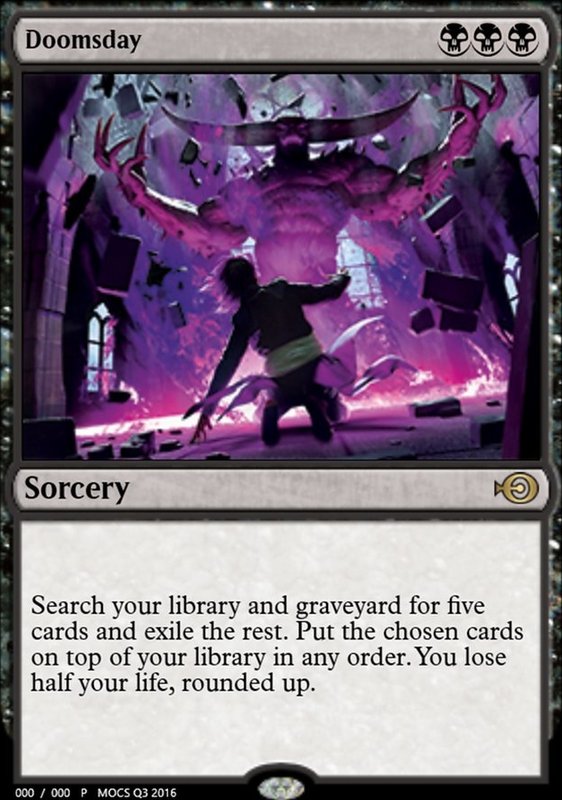 Doomsday
Sorcery
Search your library and graveyard for five
cards and exile the rest. Put the chosen cards
on top of your library in any order. You lose
half your life, rounded up.
000 / 000 P MOCS Q3 2016